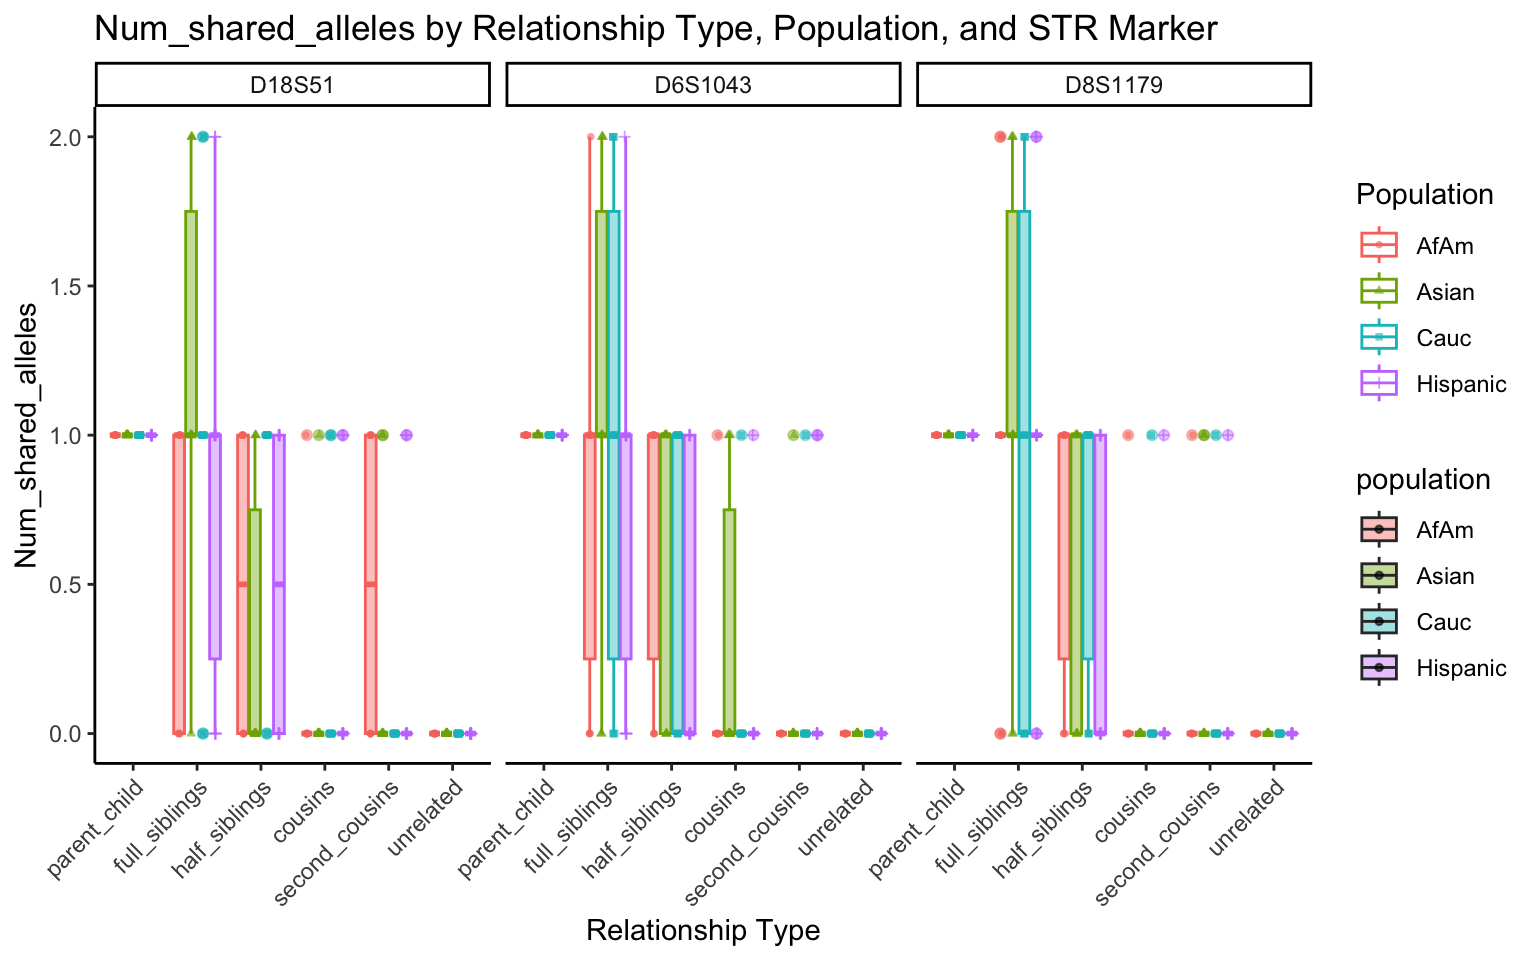 Num_shared_alleles by Relationship Type, Population, and STR Marker
D18S51
D6S1043
D8S1179
Num_shared_alleles
2.0
1.5
1.0
0.5
0.0
parent_child
full_siblings
half_siblings
cousins
second_cousins
unrelated
parent_child
full_siblings
half_siblings
cousins
second_cousins
unrelated
parent_child
full_siblings
half_siblings
cousins
second_cousins
unrelated
Relationship Type
Population
AfAm
Asian
Cauc
Hispanic
population
AfAm
Asian
Cauc
Hispanic